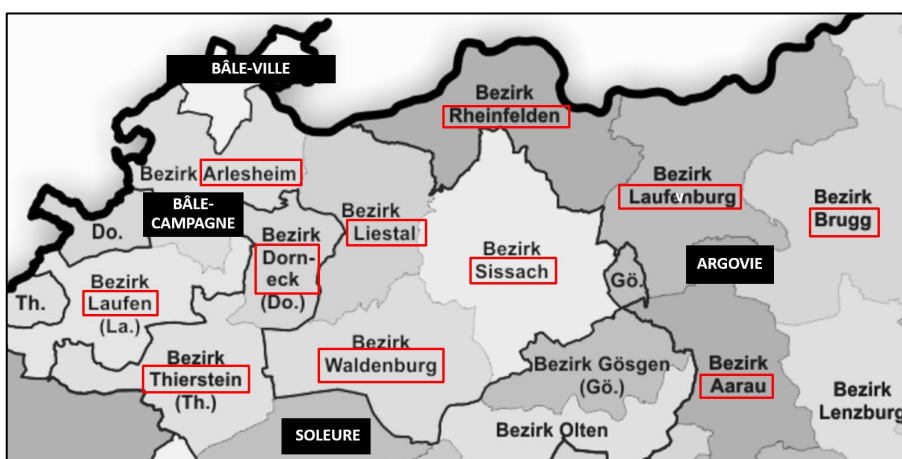 BÂLE-VILLE
Bezirk
Rheinfelden
Bezirk Arlesheim
Bezirk
Laufenburg
BÂLE-
CAMPAGNE
Bezirk
Brugg
Do.
Bezirk
Liestal
Bezirk
Dorn-
eck
(Do.)
Bezirk
Sissach
ARGOVIE
Gö.
Th.
Bezirk
Laufen
(La.)
Bezirk
Thierstein
(Th.)
Bezirk
Waldenburg
Bezirk Gösgen
(Gö.)
Bezirk
Aarau
Bezirk
Lenzburg
SOLEURE
Bezirk Olten